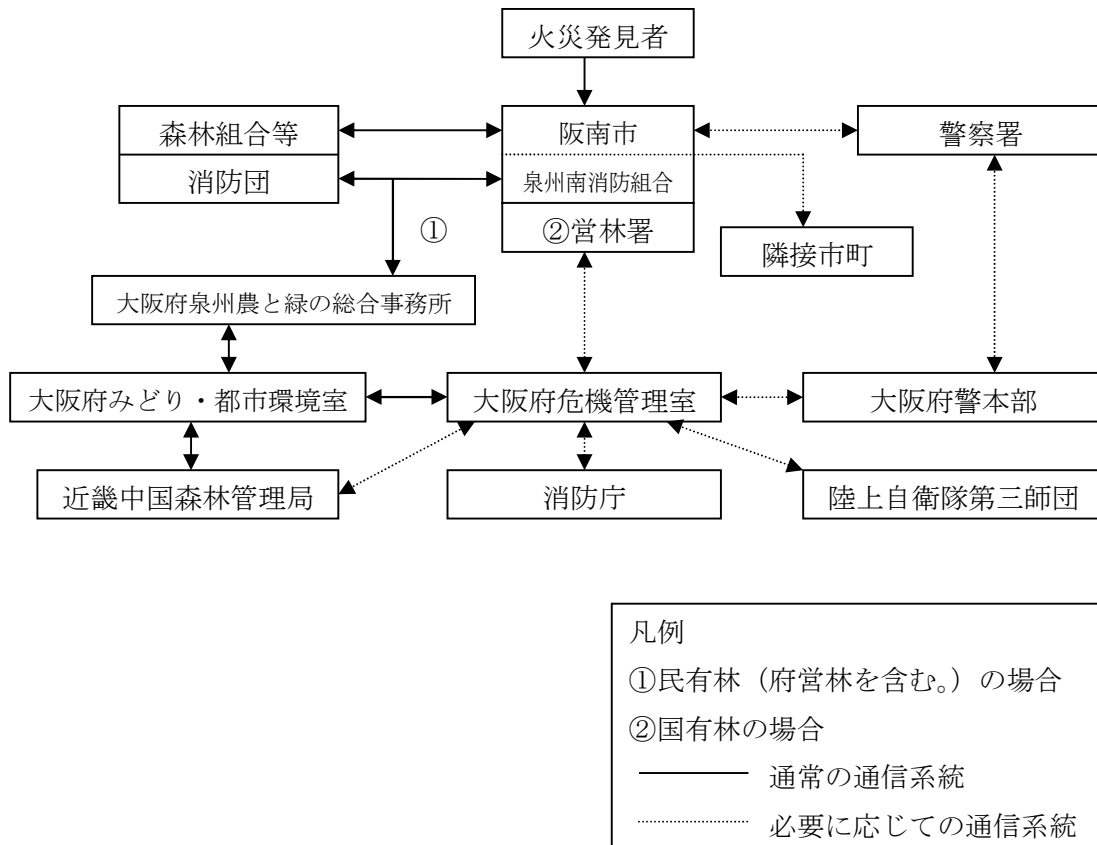 火災発見者
森林組合等
阪南市
警察署
消防団
泉州南消防組合
①
②営林署
隣接市町
大阪府泉州農と緑の総合事務所
大阪府みどり・都市環境室
大阪府危機管理室
大阪府警本部
近畿中国森林管理局
消防庁
陸上自衛隊第三師団
凡例
①民有林（府営林を含む。）の場合
②国有林の場合
通常の通信系統
必要に応じての通信系統